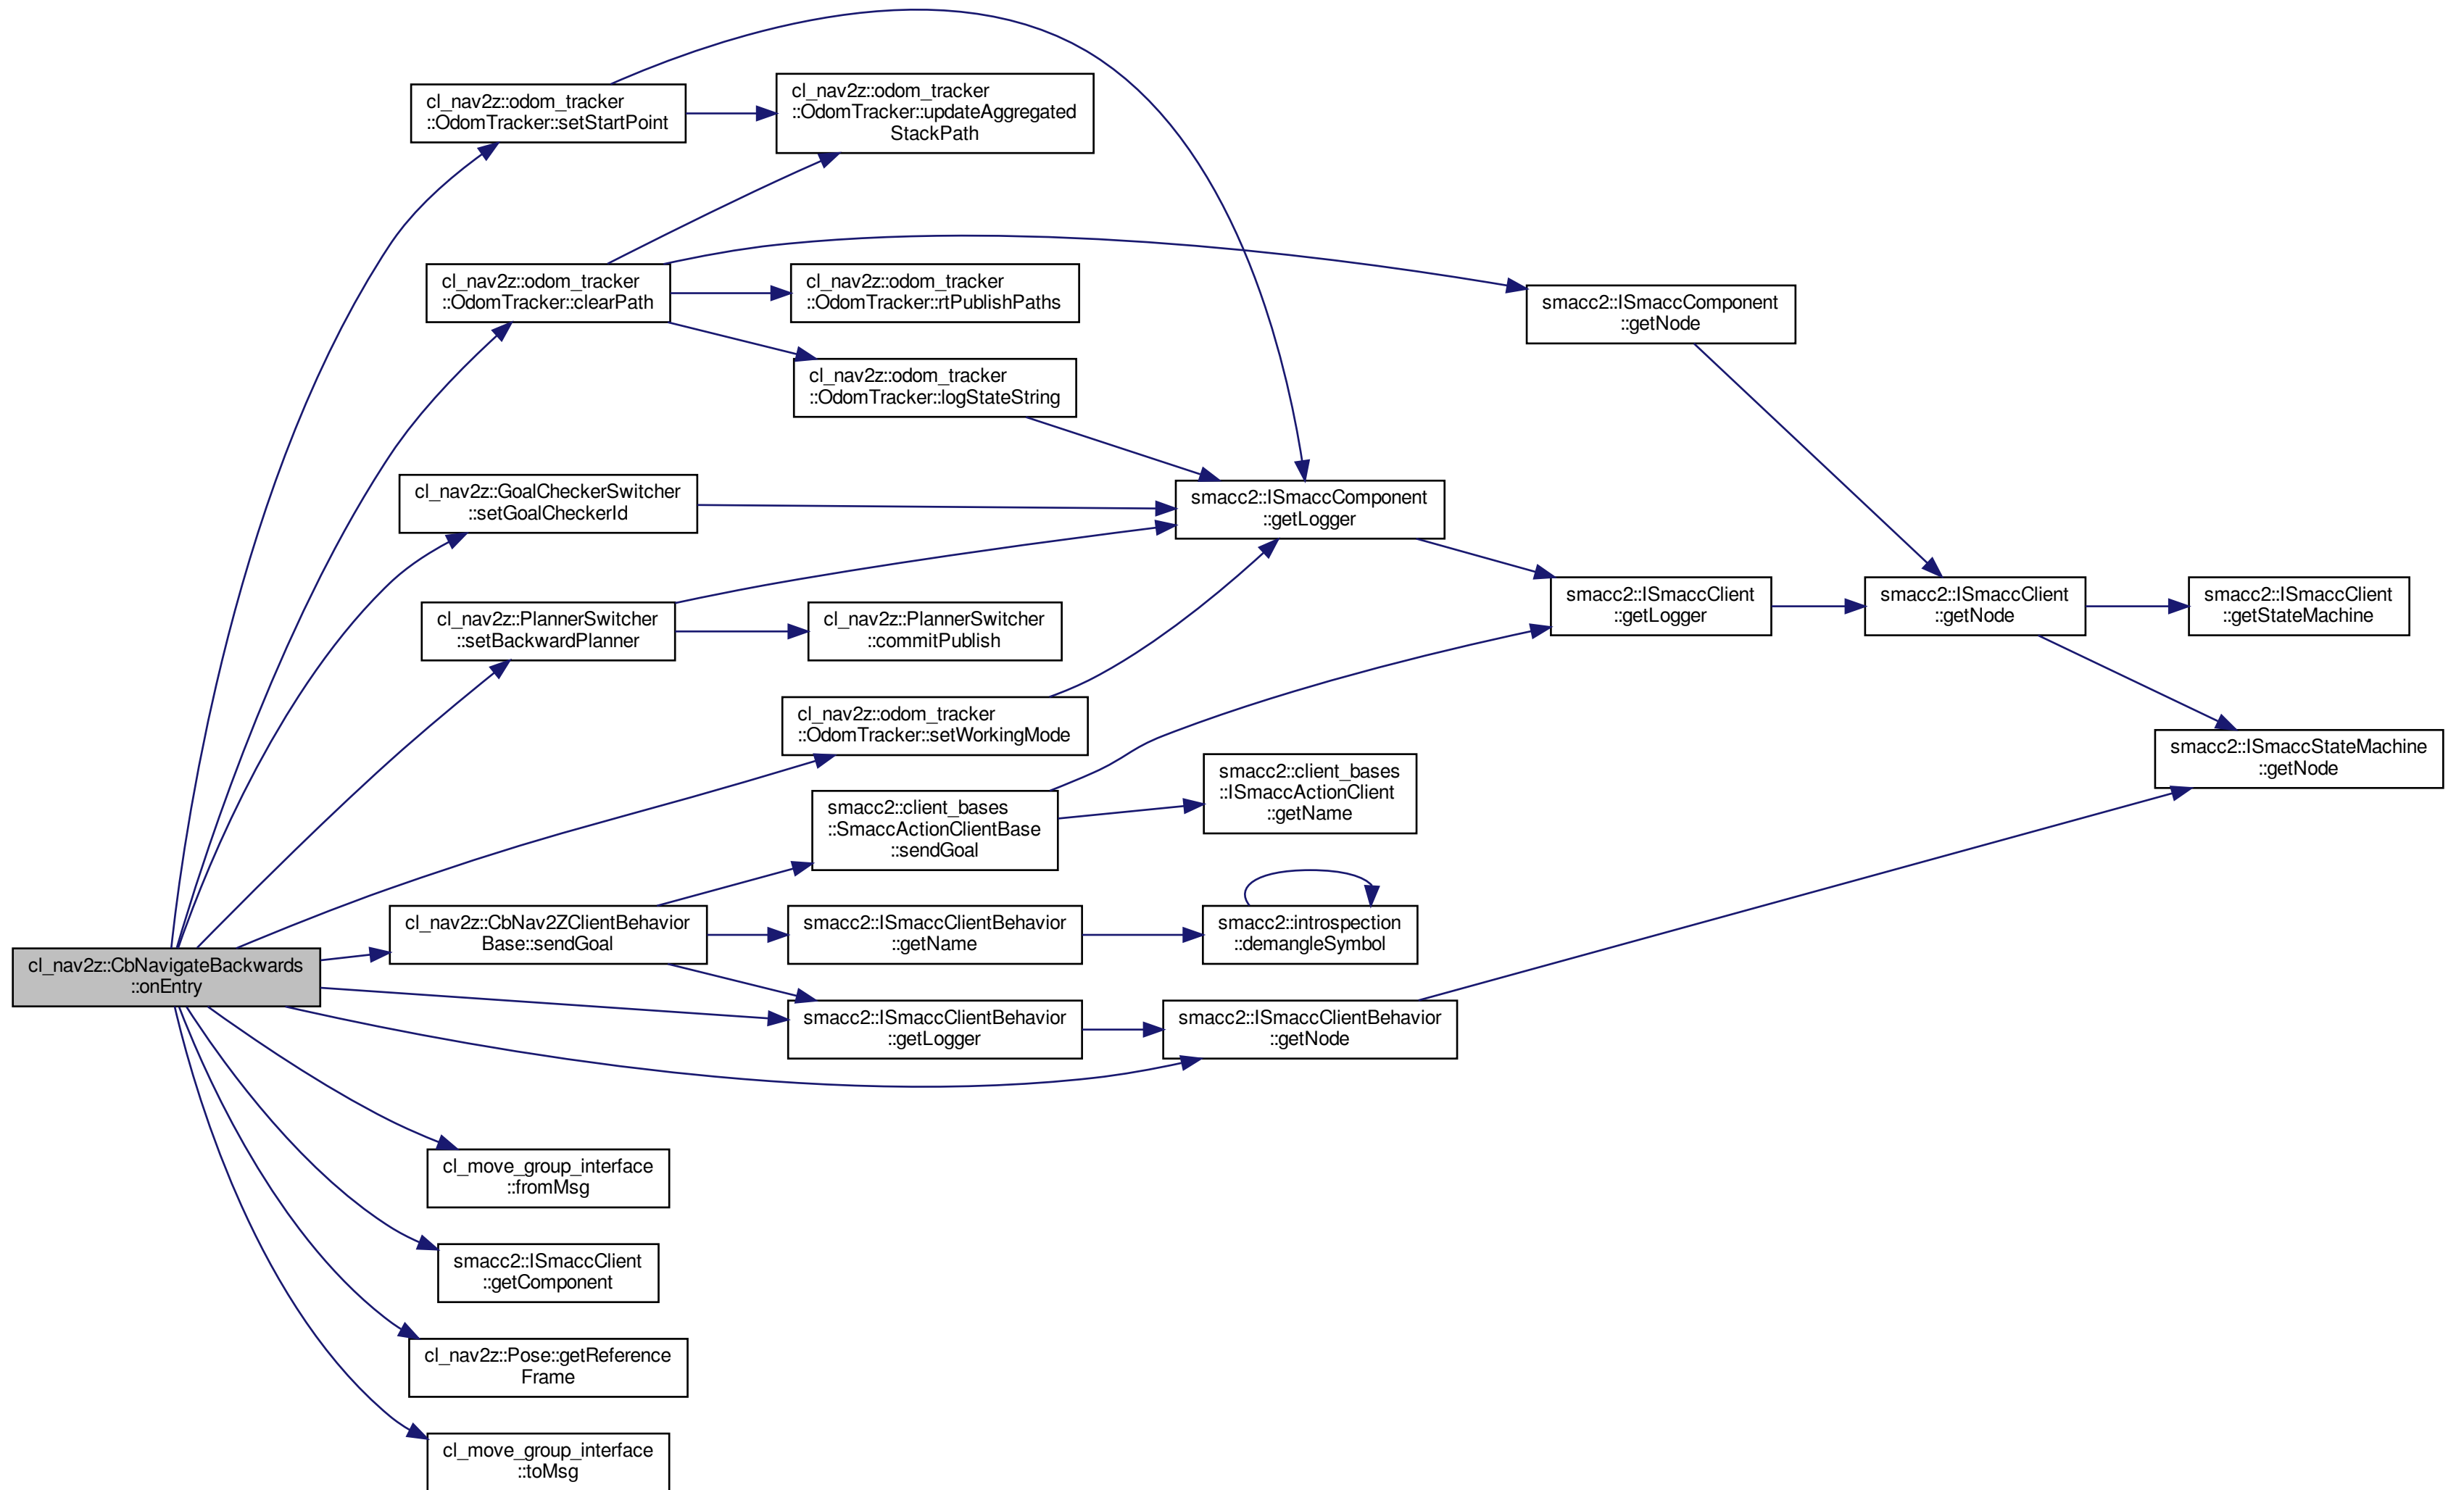 cl_nav2z::CbNavigateBackwards
::onEntry
cl_nav2z::odom_tracker
::OdomTracker::setStartPoint
cl_nav2z::odom_tracker
::OdomTracker::updateAggregated
StackPath
cl_nav2z::odom_tracker
::OdomTracker::clearPath
cl_nav2z::odom_tracker
::OdomTracker::rtPublishPaths
cl_nav2z::odom_tracker
::OdomTracker::logStateString
smacc2::ISmaccComponent
::getNode
cl_nav2z::GoalCheckerSwitcher
::setGoalCheckerId
smacc2::ISmaccComponent
::getLogger
cl_nav2z::PlannerSwitcher
::setBackwardPlanner
cl_nav2z::PlannerSwitcher
::commitPublish
smacc2::ISmaccClient
::getLogger
smacc2::ISmaccClient
::getNode
smacc2::ISmaccClient
::getStateMachine
cl_nav2z::odom_tracker
::OdomTracker::setWorkingMode
smacc2::ISmaccStateMachine
::getNode
smacc2::client_bases
::SmaccActionClientBase
::sendGoal
smacc2::client_bases
::ISmaccActionClient
::getName
cl_nav2z::CbNav2ZClientBehavior
Base::sendGoal
smacc2::ISmaccClientBehavior
::getName
smacc2::introspection
::demangleSymbol
smacc2::ISmaccClientBehavior
::getLogger
smacc2::ISmaccClientBehavior
::getNode
cl_move_group_interface
::fromMsg
smacc2::ISmaccClient
::getComponent
cl_nav2z::Pose::getReference
Frame
cl_move_group_interface
::toMsg